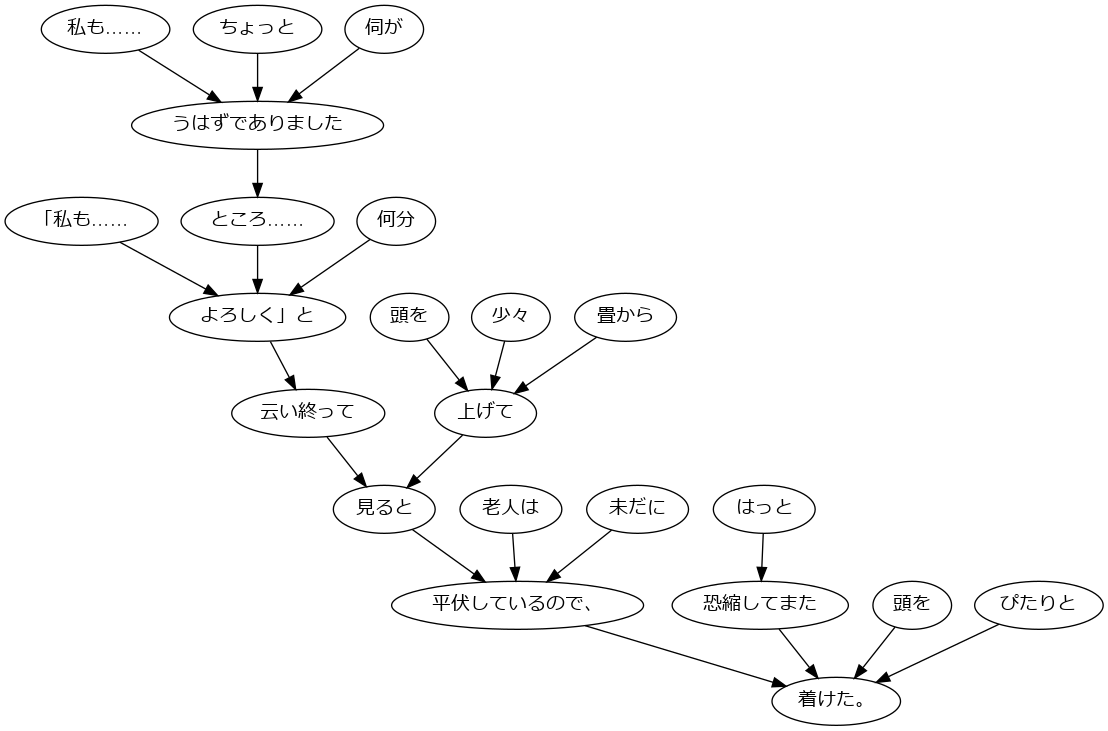 私も…… ちょっと 伺が
うはずでありました
「私も…… ところ…… 何分
よろしく」と 頭を 少々 畳から
云い終って 上げて
見ると 老人は 未だに はっと
平伏しているので、 恐縮してまた 頭を ぴたりと
着けた。